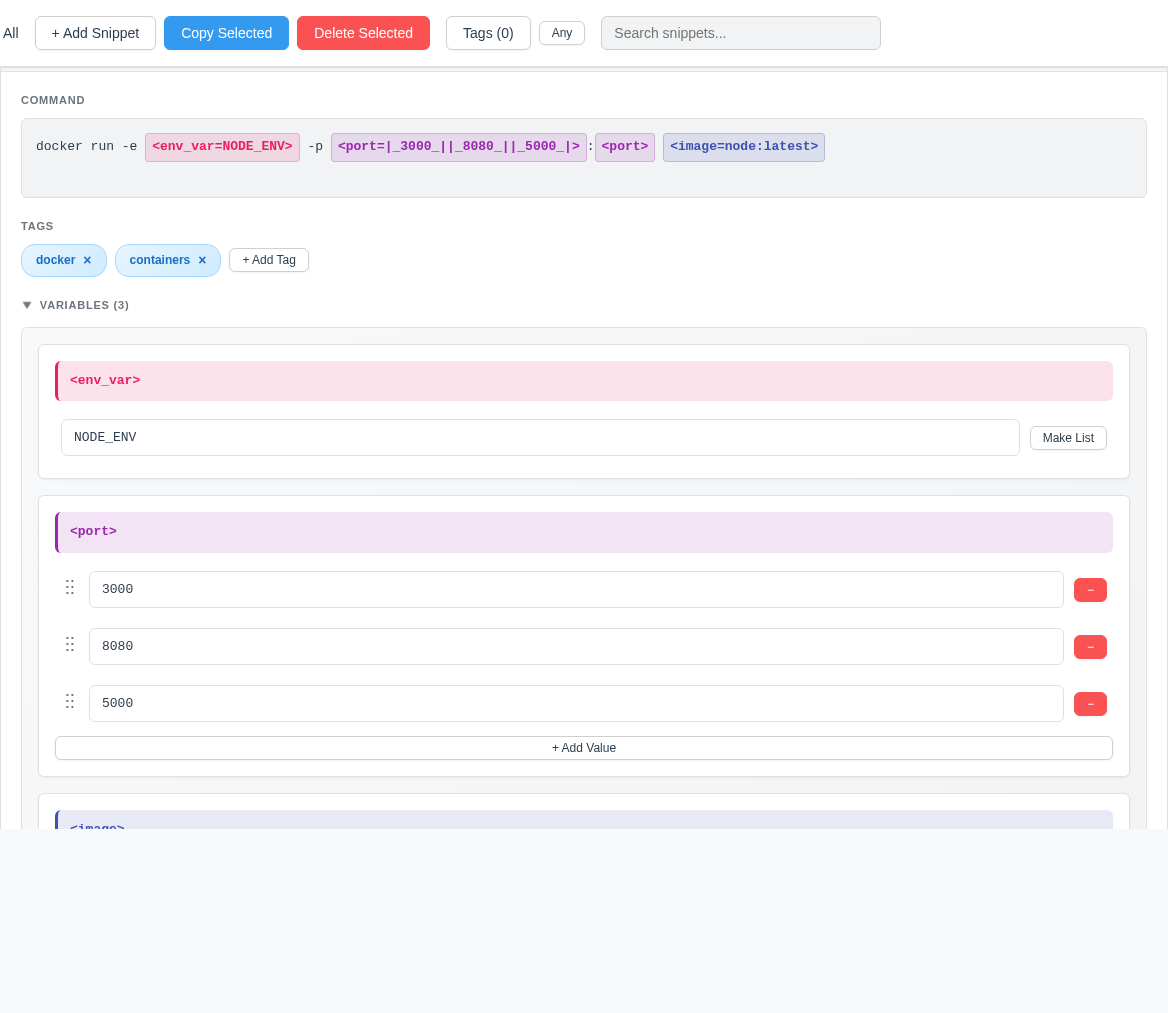 All + Add Snippet Copy Selected Delete Selected Tags (0) Any Search snippets...
COMMAND
docker run -e <env_var=NODE_ENV> -p <port=|_3000_||_8080_||_5000_|>:<port> <image=node:latest>
TAGS
docker × containers × + Add Tag
▼ VARIABLES (3)
<env_var>
NODE_ENV Make List
<port>
3000 −
8080 −
5000 −
+ Add Value
<image>